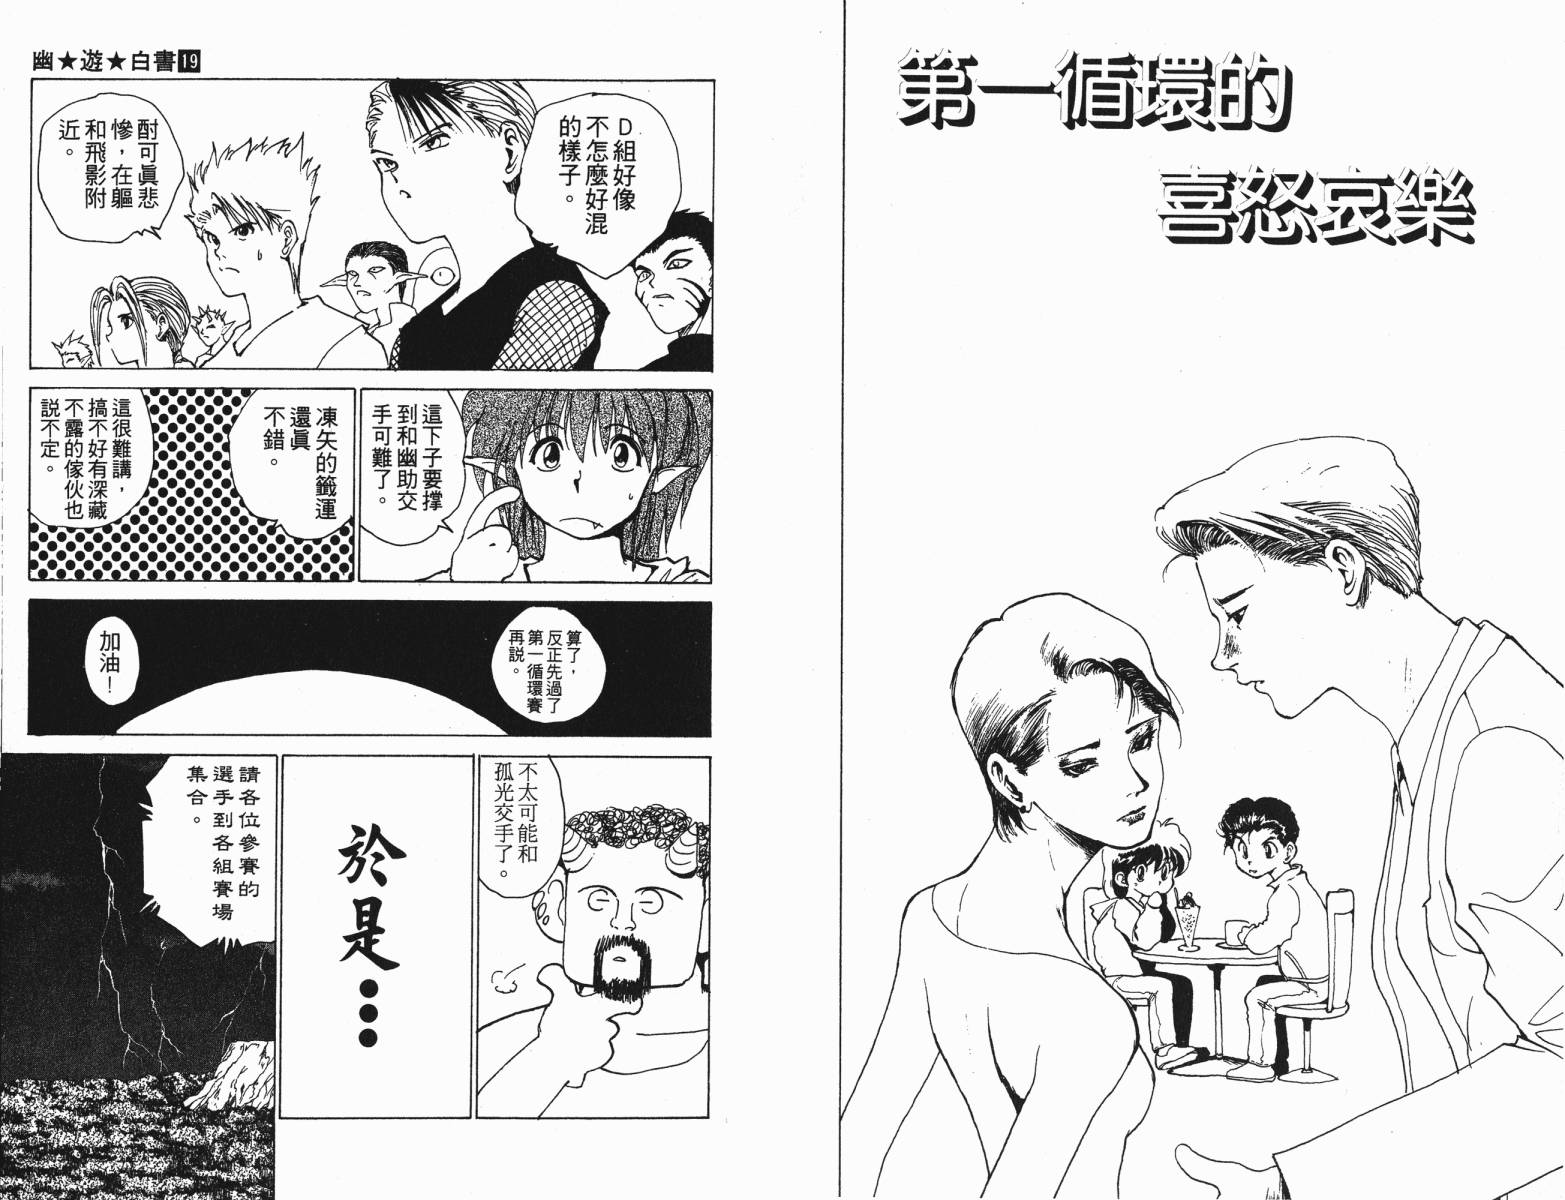 第一循環的
喜怒哀樂
幽★遊★白書19
D組好像
不怎麼好混
的樣子。
酎可眞悲
慘，在軀
和飛影附
近。
這下子要撐
到和幽助交
手可難了。
凍矢的籤運
還眞
不錯。
這很難講，
搞不好有深藏
不露的傢伙也
説不定。
算了，
反正先過了
第一循環賽
再說。
加油！
不太可能和
孤光交手了。
於是…
請各位參賽的
選手到各組賽場
集合。